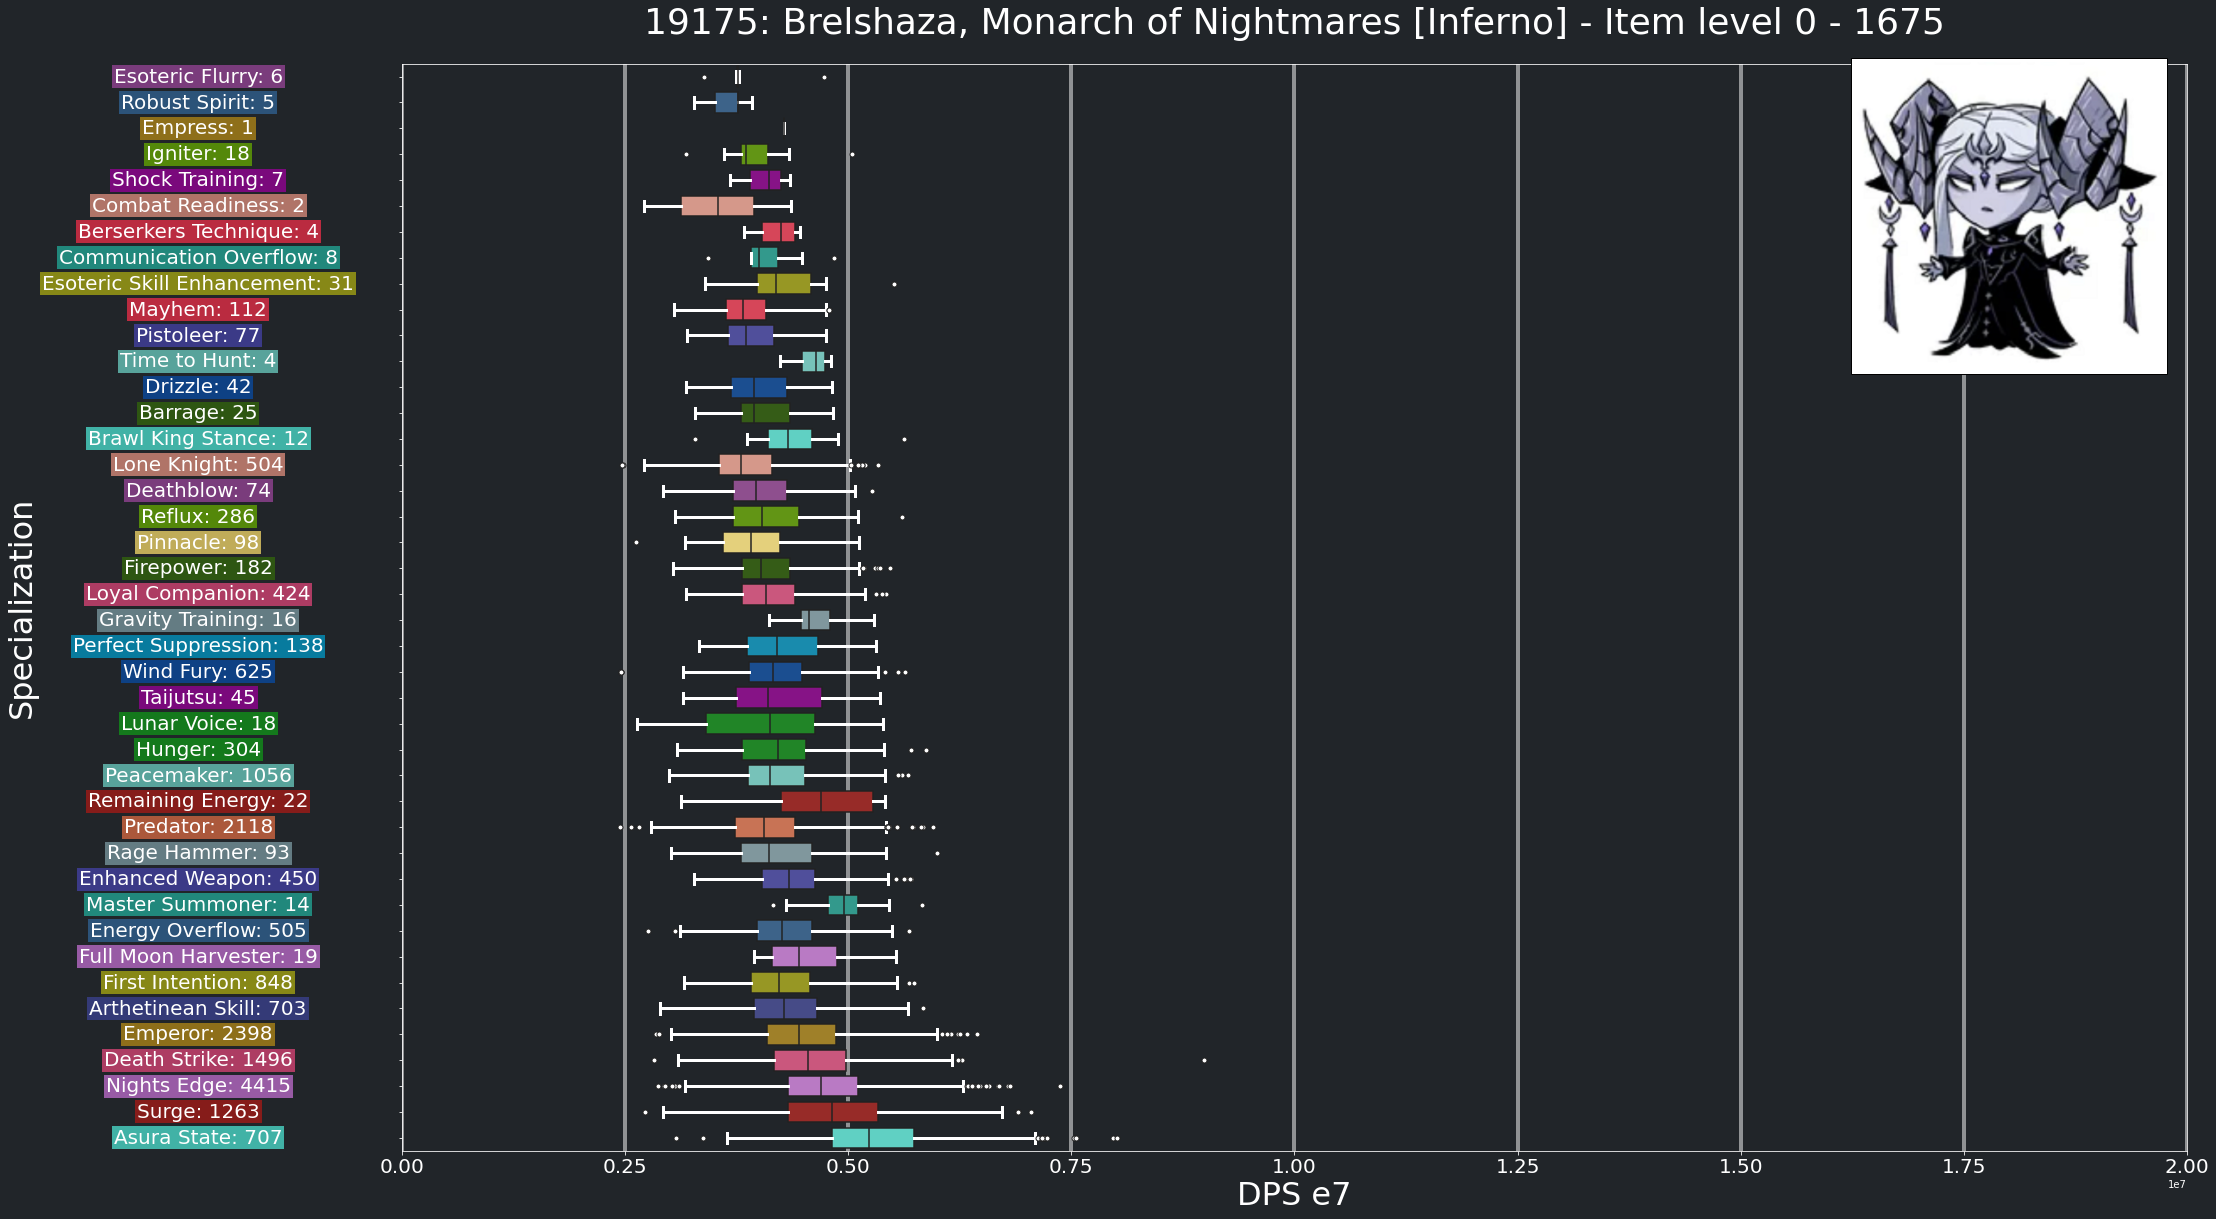 19175: Brelshaza, Monarch of Nightmares [Inferno] - Item level 0 - 1675
Esoteric Flurry: 6
Robust Spirit: 5
Empress: 1
Igniter: 18
Shock Training: 7
Combat Readiness: 2
Berserkers Technique: 4
Communication Overflow: 8
Esoteric Skill Enhancement: 31
Mayhem: 112
Pistoleer: 77
Time to Hunt: 4
Drizzle: 42
Barrage: 25
Brawl King Stance: 12
Lone Knight: 504
Deathblow: 74
Reflux: 286
Pinnacle: 98
Firepower: 182
Loyal Companion: 424
Gravity Training: 16
Perfect Suppression: 138
Wind Fury: 625
Taijutsu: 45
Lunar Voice: 18
Hunger: 304
Peacemaker: 1056
Remaining Energy: 22
Predator: 2118
Rage Hammer: 93
Enhanced Weapon: 450
Master Summoner: 14
Energy Overflow: 505
Full Moon Harvester: 19
First Intention: 848
Arthetinean Skill: 703
Emperor: 2398
Death Strike: 1496
Nights Edge: 4415
Surge: 1263
Asura State: 707
Specialization
0.00 0.25 0.50 0.75 1.00 1.25 1.50 1.75 2.00
1e7
DPS e7